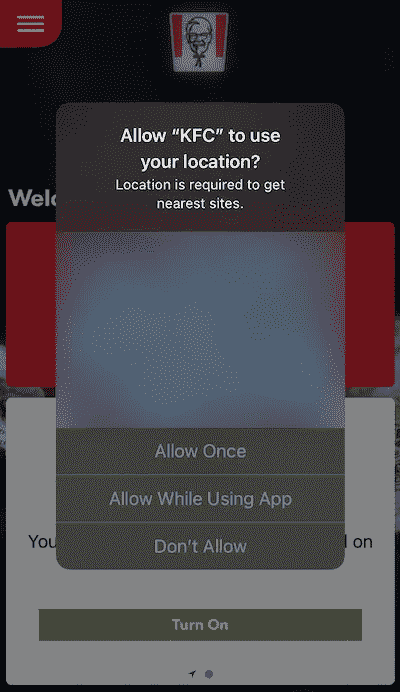 Allow “KFC” to use
your location?
Location is required to get
nearest sites.
Welc
Allow Once
Allow While Using App
Don’t Allow
You
on
Turn On